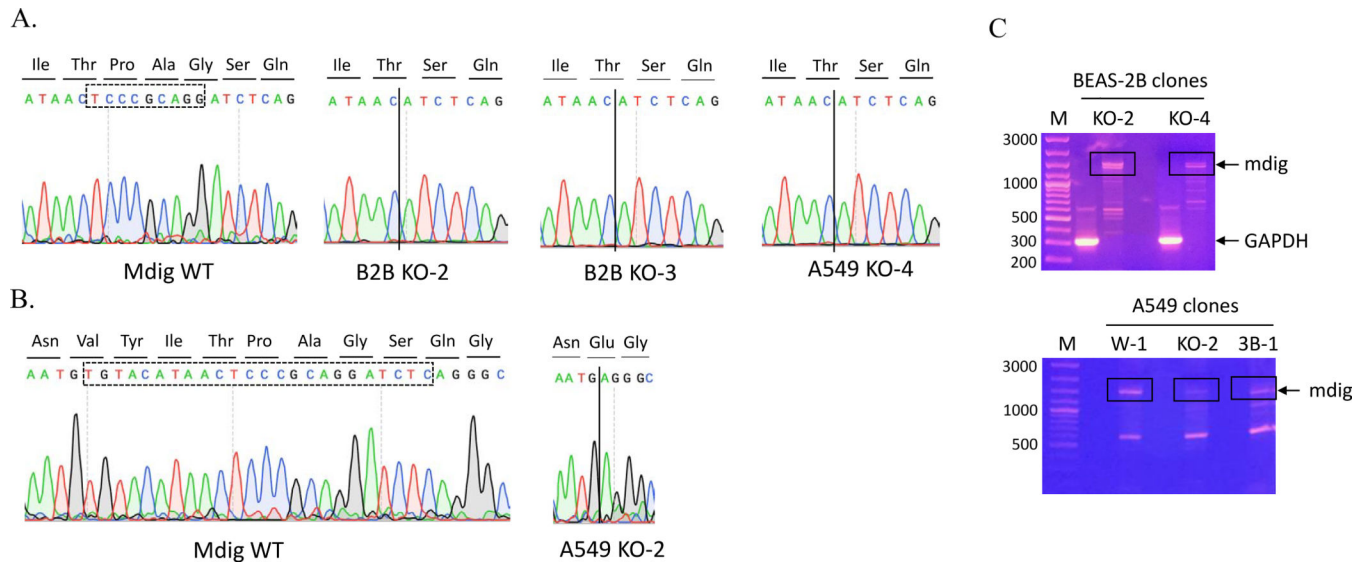 A.
Ile Thr Pro Ala Gly Ser Gln
ATAACTCCCGCAGGATCTCAG
Mdig WT
Ile Thr Ser Gln
ATAACATCTCAG
B2B KO-2
Ile Thr Ser Gln
ATAACATCTCAG
B2B KO-3
Ile Thr Ser Gln
ATAACATCTCAG
A549 KO-4
B.
Asn Val Tyr Ile Thr Pro Ala Gly Ser Gln Gly
AATGTGTACATAACTCCCGCAGGATCTCAGGGC
Mdig WT
Asn Glu Gly
AATGAGGGC
A549 KO-2
C
BEAS-2B clones
M KO-2 KO-4
3000
1000
500
300
200
mdig
GAPDH
A549 clones
M W-1 KO-2 3B-1
3000
1000
500
mdig